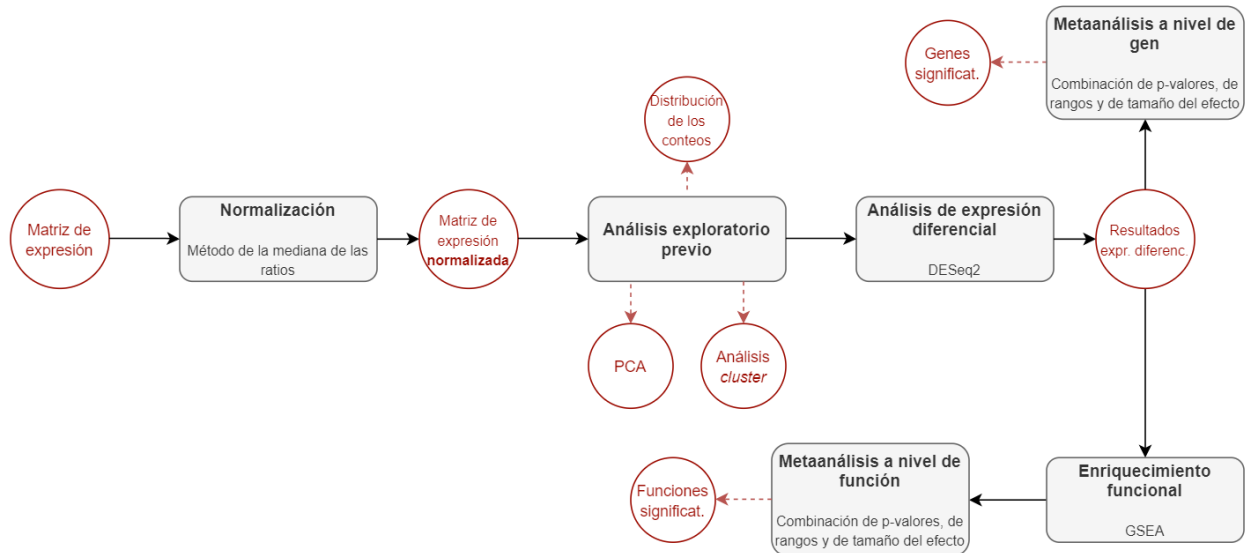 Matriz de
expresión
Normalización
Método de la mediana de las
ratios
Matriz de
expresión
normalizada
Distribución
de los
conteos
Análisis exploratorio
previo
PCA
Análisis
cluster
Análisis de expresión
diferencial
DESeq2
Resultados
expr. diferenc.
Metaanálisis a nivel de
gen
Combinación de p-valores, de
rangos y de tamaño del efecto
Genes
significat.
Enriquecimiento
funcional
GSEA
Metaanálisis a nivel de
función
Combinación de p-valores, de
rangos y de tamaño del efecto
Funciones
significat.